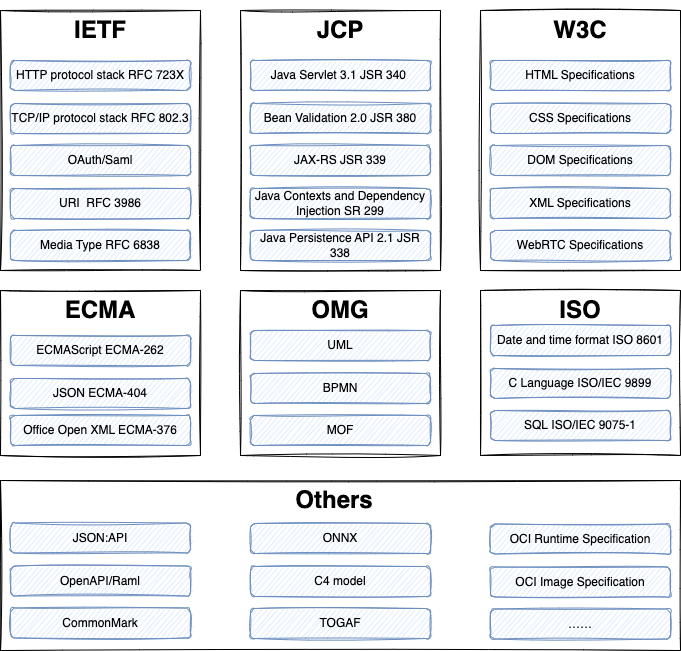 IETF
HTTP protocol stack RFC 723X
TCP/IP protocol stack RFC 802.3
OAuth/Saml
URI  RFC 3986
Media Type RFC 6838
JCP
Java Servlet 3.1 JSR 340
Bean Validation 2.0 JSR 380
JAX-RS JSR 339
Java Contexts and Dependency
Injection SR 299
Java Persistence API 2.1 JSR
338
W3C
HTML Specifications
CSS Specifications
DOM Specifications
XML Specifications
WebRTC Specifications
ECMA
ECMAScript ECMA-262
JSON ECMA-404
Office Open XML ECMA-376
OMG
UML
BPMN
MOF
ISO
Date and time format ISO 8601
C Language ISO/IEC 9899
SQL ISO/IEC 9075-1
Others
JSON:API
OpenAPI/Raml
CommonMark
ONNX
C4 model
TOGAF
OCI Runtime Specification
OCI Image Specification
......